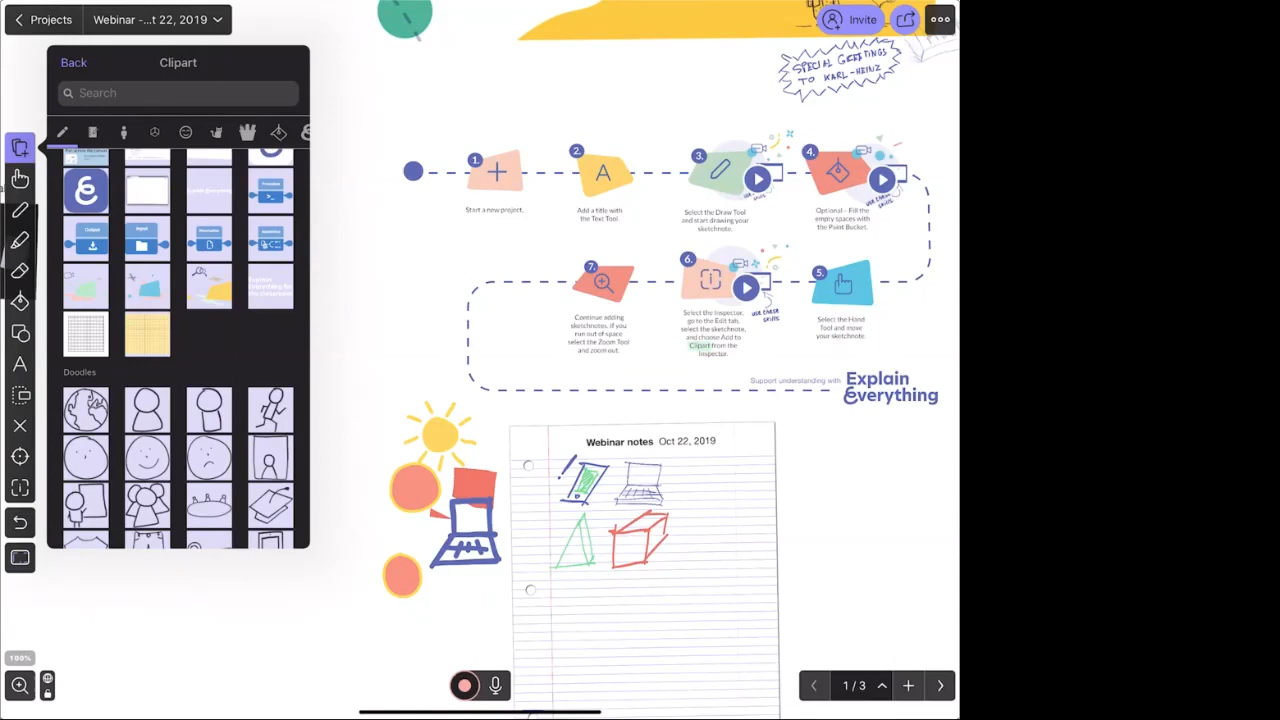 Projects
Webinar -...t 22, 2019
Invite
Back
Clipart
Search
SPECIAL GREETINGS
TO KARL-HEINZ
1.
Start a new project.
2.
A
Add a title with
the Text Tool
3.
Select the Draw Tool
and start drawing your
sketchnote.
4.
Optional - Fill the
empty spaces with
the Paint Bucket.
7.
Continue adding
sketchnotes. If you
run out of space
select the Zoom Tool
and zoom out.
6.
Select the Inspector,
go to the Edit tab,
select the sketchnote,
and choose Add to
Clipart from the
Inspector.
use these
skills
5.
Select the Hand
Tool and move
your sketchnote.
Support understanding with
Explain
Everything
Doodles
A
Webinar notes Oct 22, 2019
100%
1 / 3